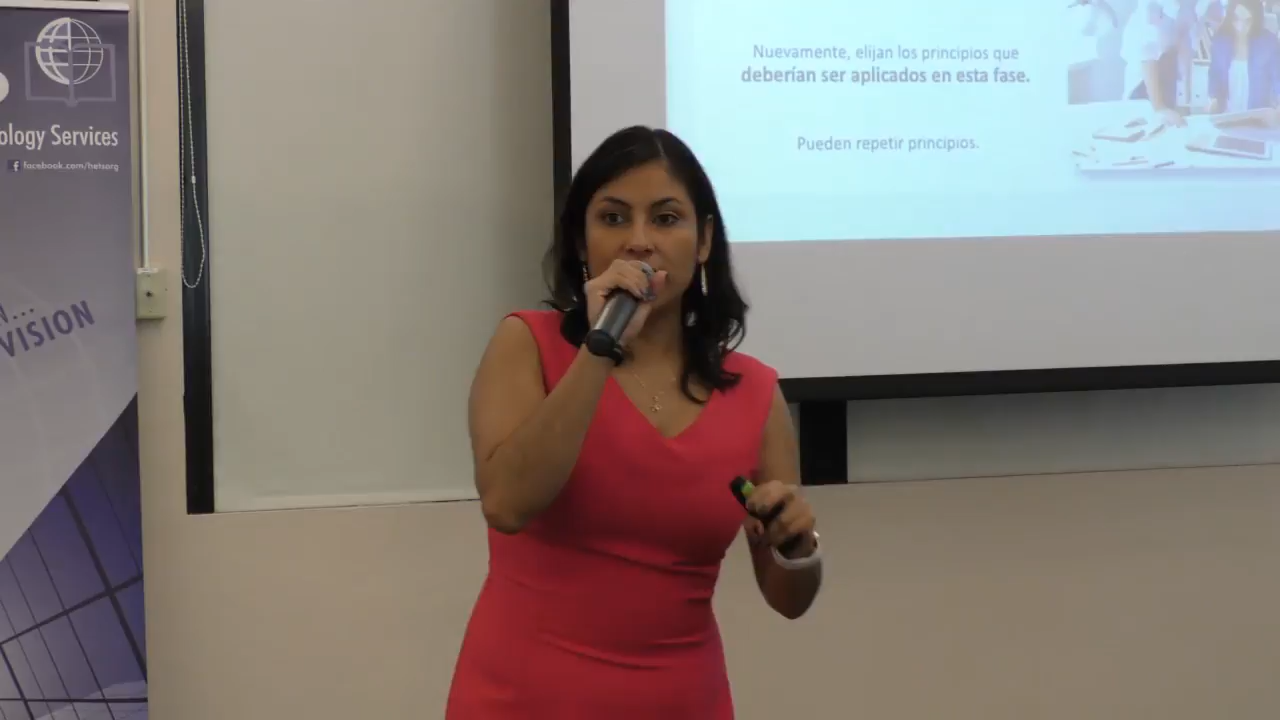 ology Services
facebook.com/hetsorg
VISION
Nuevamente, elijan los principios que
deberían ser aplicados en esta fase.
Pueden repetir principios.